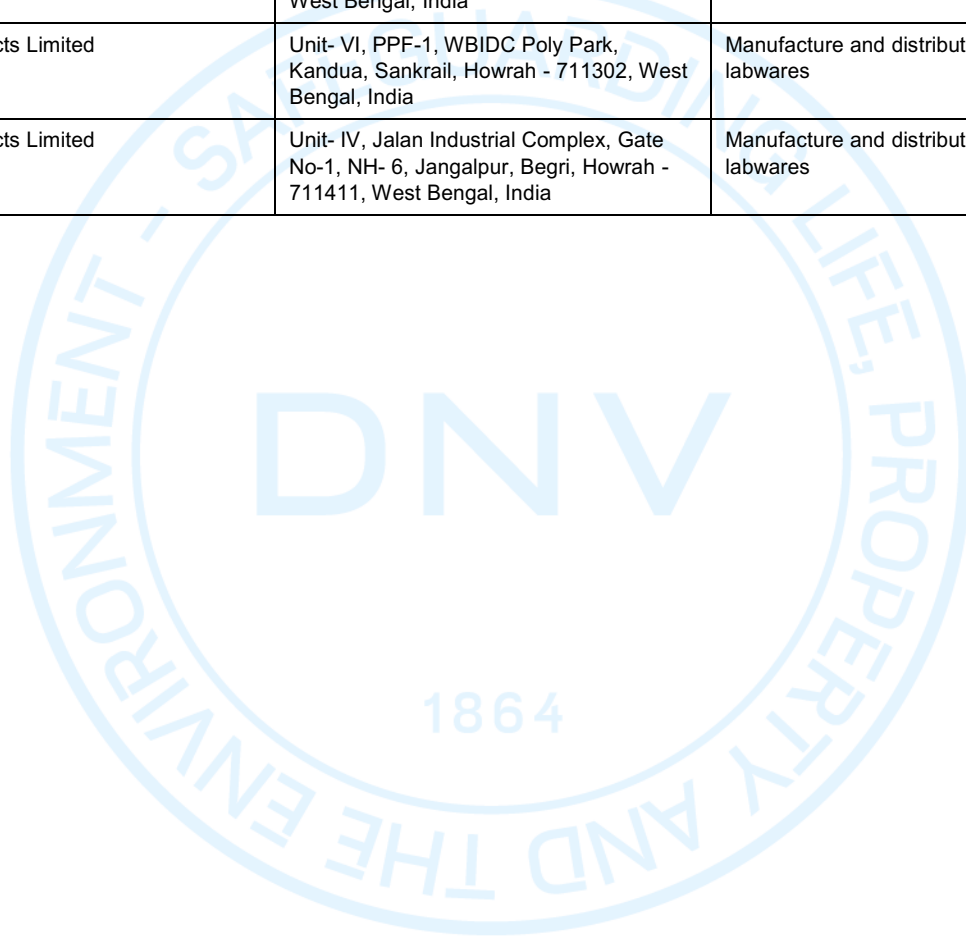 West Bengal, India
cts Limited
Unit- VI, PPF-1, WBIDC Poly Park,
Kandua, Sankrail, Howrah - 711302, West
Bengal, India
Manufacture and distribut
labwares
cts Limited
Unit- IV, Jalan Industrial Complex, Gate
No-1, NH- 6, Jangalpur, Begri, Howrah -
711411, West Bengal, India
Manufacture and distribut
labwares
SAFEGUARDING LIFE, PROPERTY AND THE ENVIRONMENT -
DNV
1864